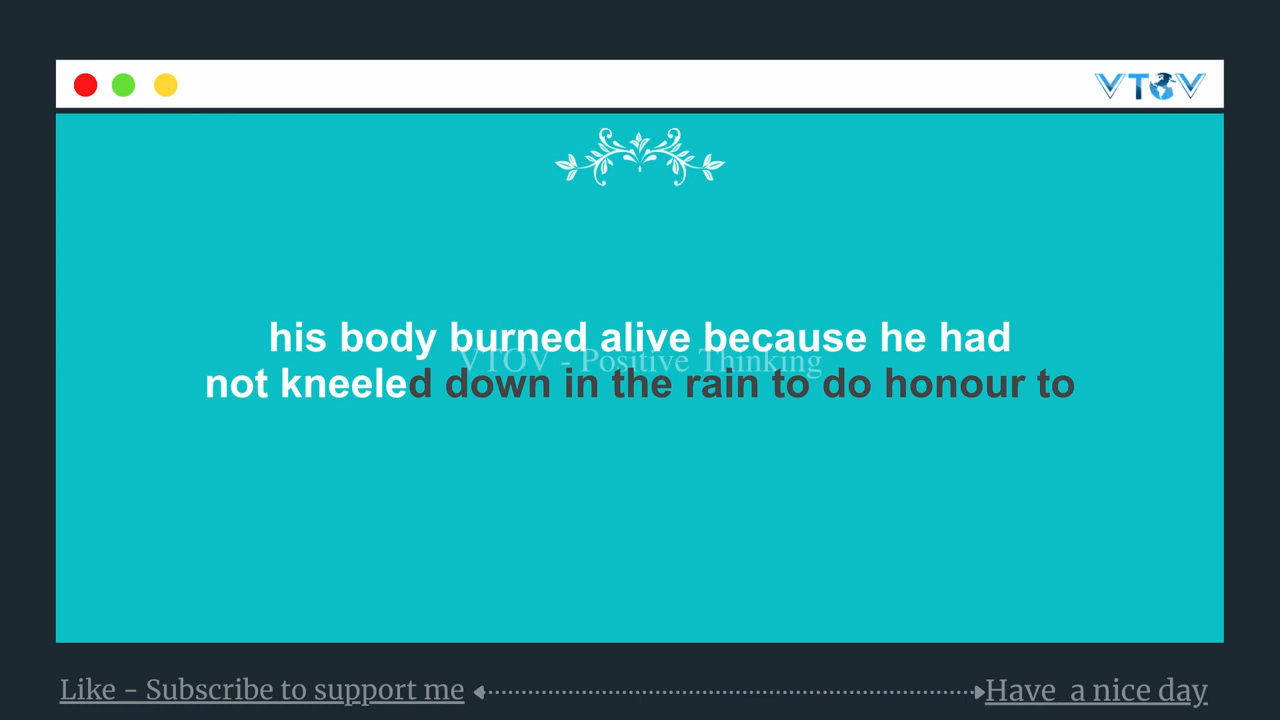 VTOV
his body burned alive because he had
VTOV - Positive Thinking
not kneeled down in the rain to do honour to
Like - Subscribe to support me
Have a nice day